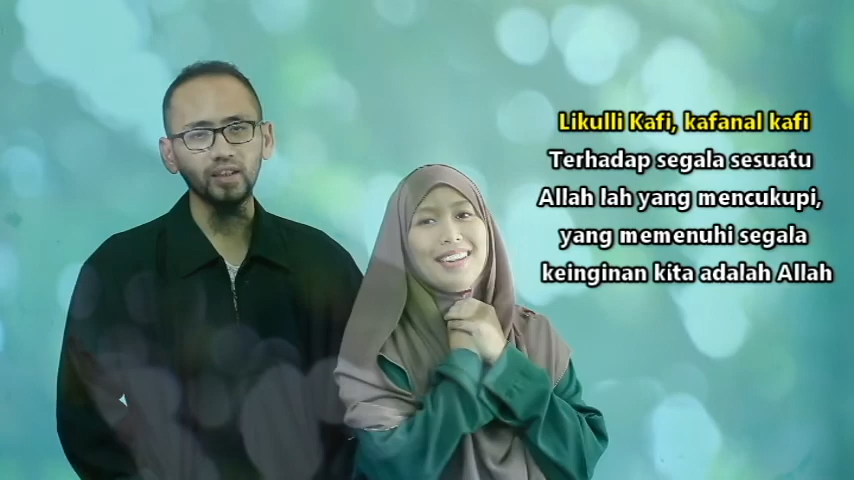 Likulli Kafi, kafanal kafi
Terhadap segala sesuatu
Allah lah yang mencukupi,
yang memenuhi segala
keinginan kita adalah Allah